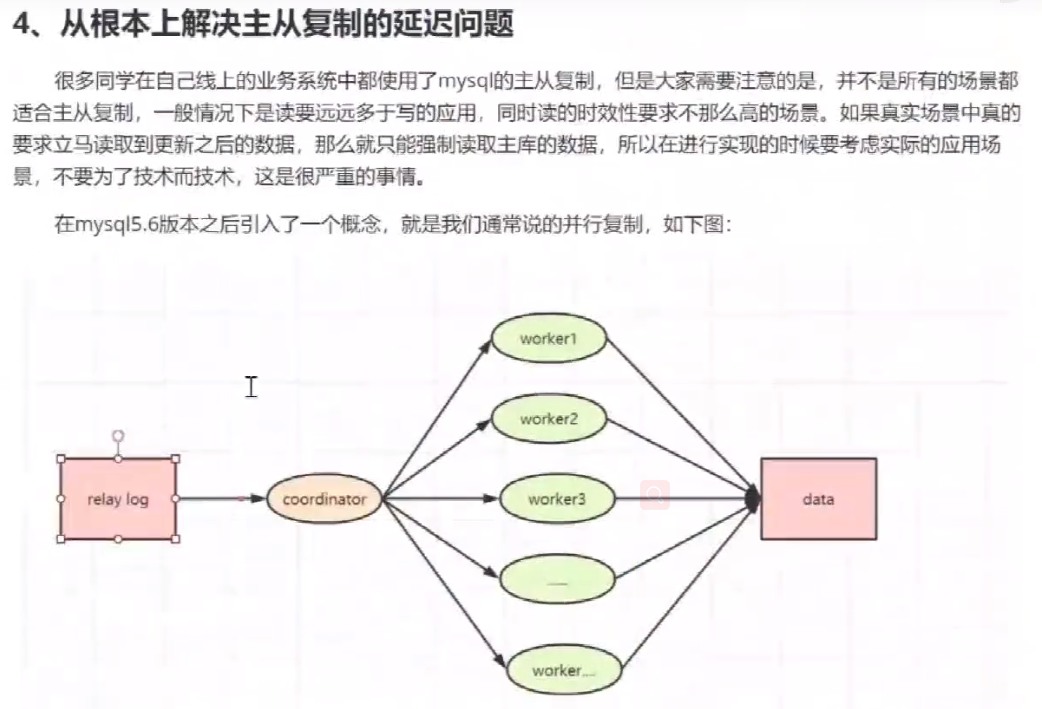 4、从根本上解决主从复制的延迟问题
很多同学在自己线上的业务系统中都使用了mysql的主从复制，但是大家需要注意的是，并不是所有的场景都
适合主从复制，一般情况下是读要远远多于写的应用，同时读的时效性要求不那么高的场景。如果真实场景中真的
要求立马读取到更新之后的数据，那么就只能强制读取主库的数据，所以在进行实现的时候要考虑实际的应用场
景，不要为了技术而技术，这是很严重的事情。
在mysql5.6版本之后引入了一个概念，就是我们通常说的并行复制，如下图：
worker1
worker2
relay log
coordinator
worker3
data
......
worker....